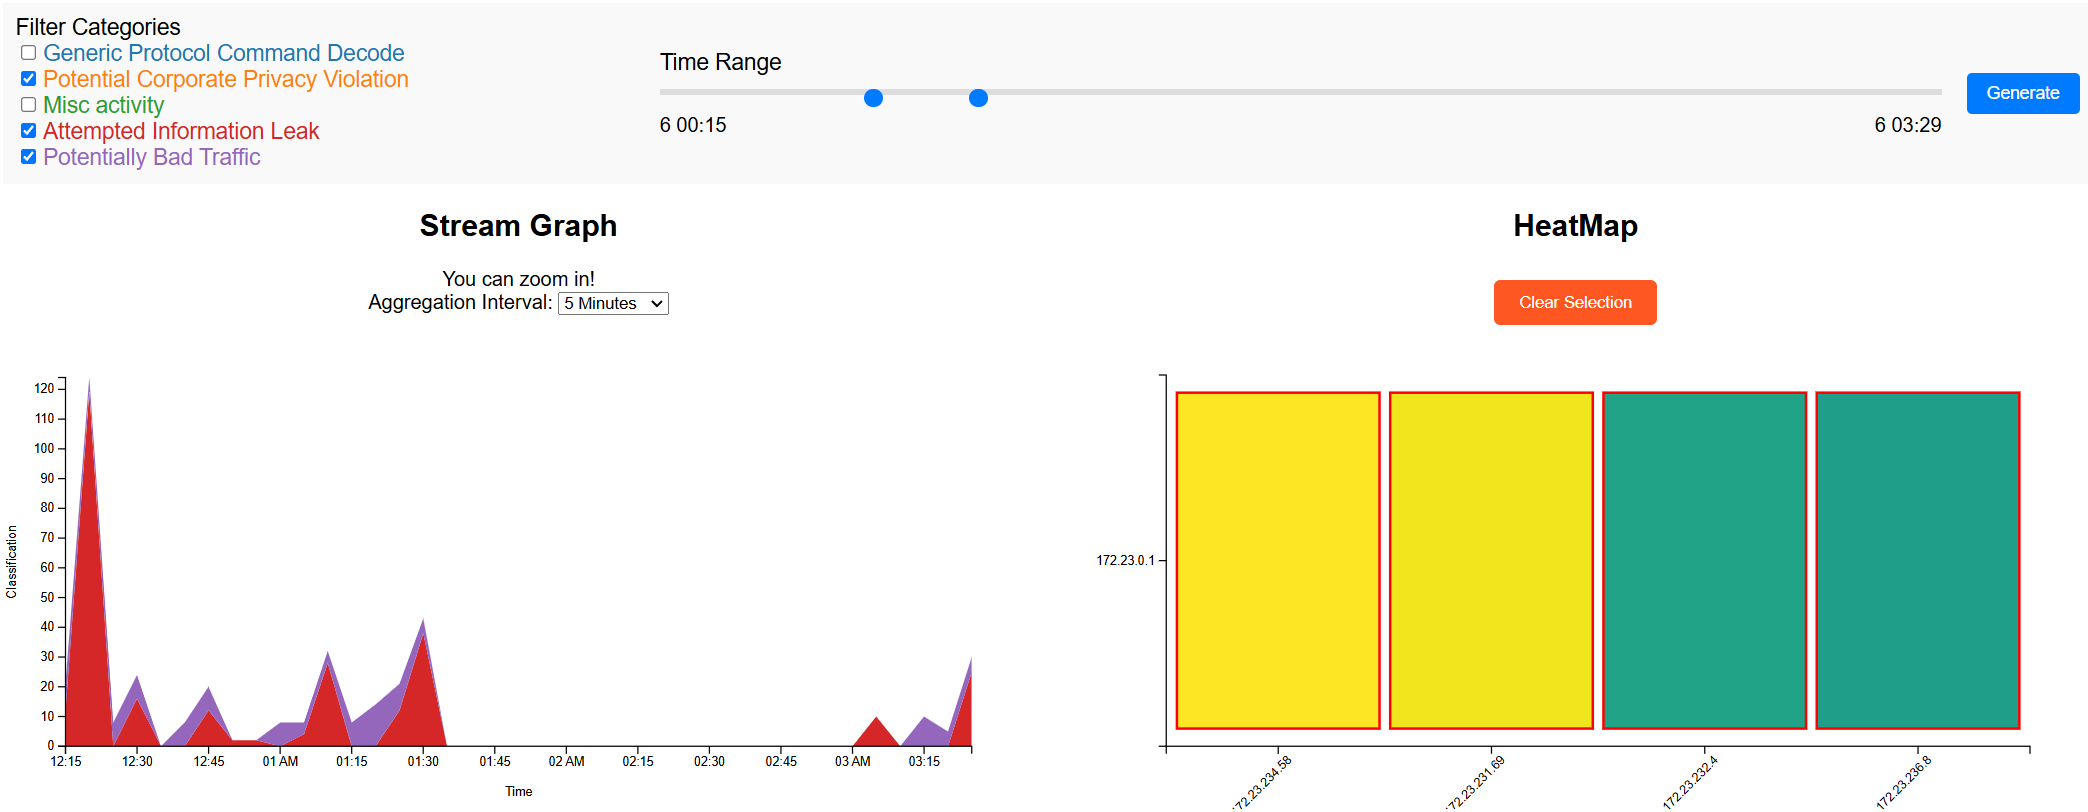 Filter Categories
Generic Protocol Command Decode
Potential Corporate Privacy Violation
Misc activity
Attempted Information Leak
Potentially Bad Traffic
Time Range
6 00:15
6 03:29
Generate
Stream Graph
You can zoom in!
Aggregation Interval: 5 Minutes
Classification
120
110
100
90
80
70
60
50
40
30
20
10
0
12:15
12:30
12:45
01 AM
01:15
01:30
01:45
02 AM
02:15
02:30
02:45
03 AM
03:15
Time
HeatMap
Clear Selection
172.23.0.1
72.23.234.58
72.23.231.69
172.23.232.4
172.23.236.8